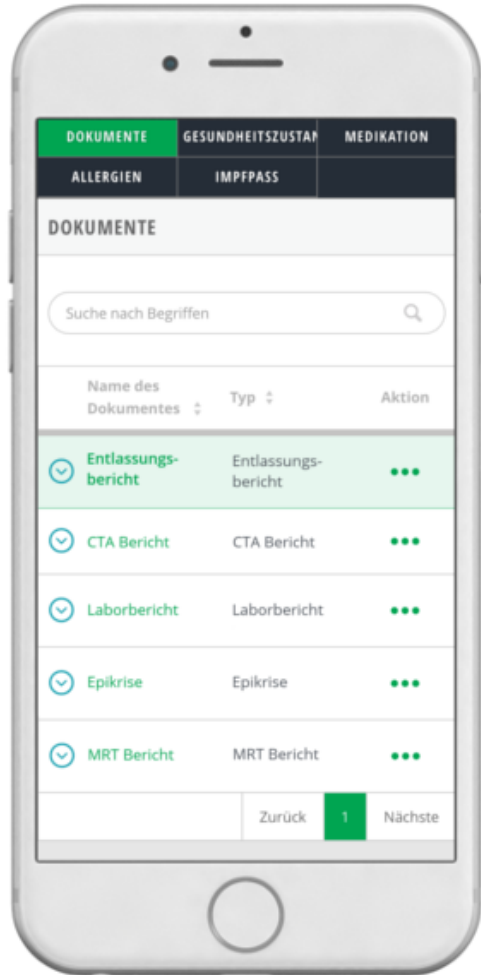 DOKUMENTE GESUNDHEITSZUSTAN MEDIKATION
ALLERGIEN IMPFPASS
DOKUMENTE
Suche nach Begriffen
Name des
Dokumentes Typ Aktion
Entlassungs-
bericht
Entlassungs-
bericht
CTA Bericht CTA Bericht
Laborbericht Laborbericht
Epikrise Epikrise
MRT Bericht MRT Bericht
Zurück 1 Nächste